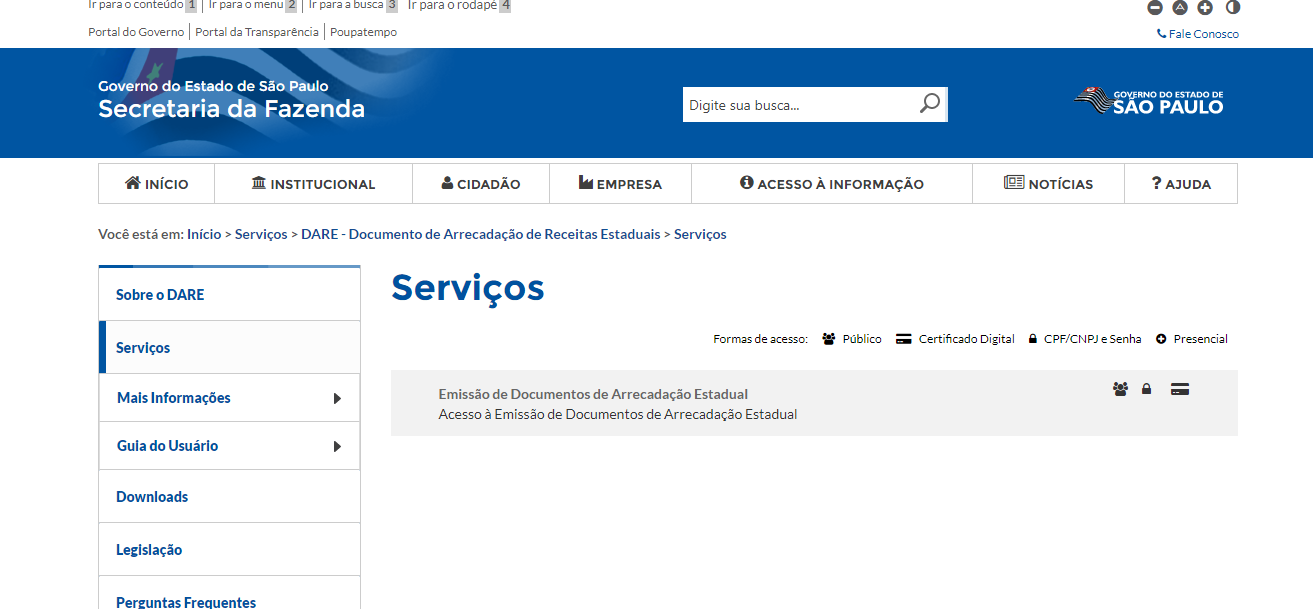 Ir para o conteúdo 1 Ir para o menu 2 Ir para a busca 3 Ir para o rodapé 4
Portal do Governo Portal da Transparência Poupatempo
Fale Conosco
Governo do Estado de São Paulo
Secretaria da Fazenda
Digite sua busca...
GOVERNO DO ESTADO DE
SÃO PAULO
INÍCIO INSTITUCIONAL CIDADÃO EMPRESA ACESSO À INFORMAÇÃO NOTÍCIAS AJUDA
Você está em: Início > Serviços > DARE - Documento de Arrecadação de Receitas Estaduais > Serviços
Sobre o DARE
Serviços
Mais Informações
Guia do Usuário
Downloads
Legislação
Perguntas Frequentes
Serviços
Formas de acesso: Público Certificado Digital CPF/CNPJ e Senha Presencial
Emissão de Documentos de Arrecadação Estadual
Acesso à Emissão de Documentos de Arrecadação Estadual